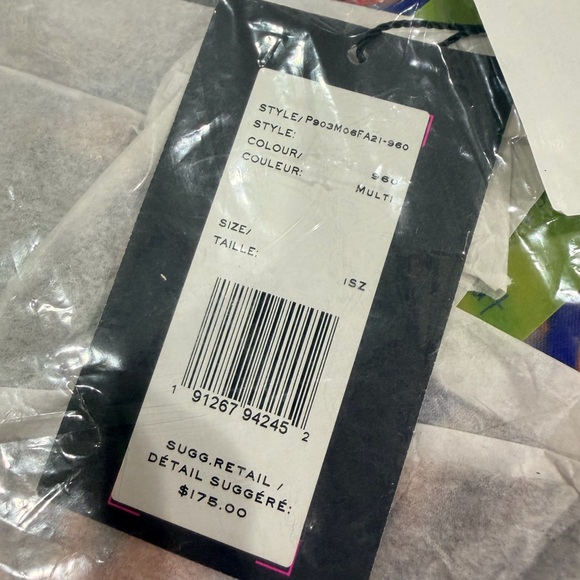 STYLE/P903M06FA21-960
STYLE:
COLOUR/ 960
COULEUR: MULTI
SIZE/
TAILLE:
1SZ
1 91267 94245 2
SUGG.RETAIL /
DÉTAIL SUGGÉRÉ:
$175.00